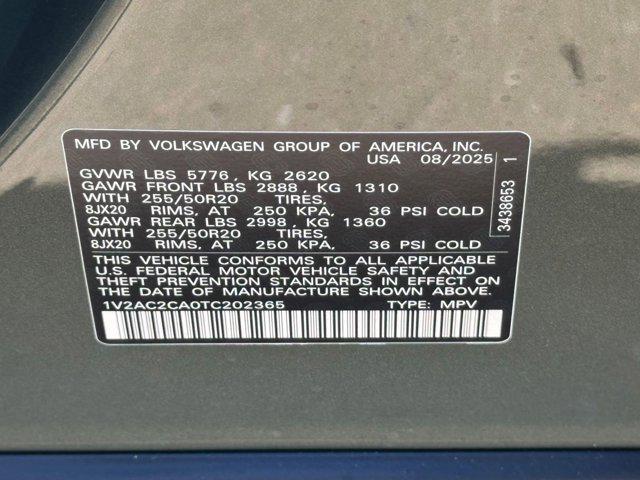 MFD BY VOLKSWAGEN GROUP OF AMERICA, INC.
USA 08/2025
GVWR LBS 5776, KG 2620
GAWR FRONT LBS 2888, KG 1310
WITH 255/50R20 TIRES,
8JX20 RIMS, AT 250 KPA, 36 PSI COLD
GAWR REAR LBS 2998, KG 1360
WITH 255/50R20 TIRES,
8JX20 RIMS, AT 250 KPA, 36 PSI COLD
THIS VEHICLE CONFORMS TO ALL APPLICABLE
U.S. FEDERAL MOTOR VEHICLE SAFETY AND
THEFT PREVENTION STANDARDS IN EFFECT ON
THE DATE OF MANUFACTURE SHOWN ABOVE.
1V2AC2CA0TC202365 TYPE: MPV
3438653 1